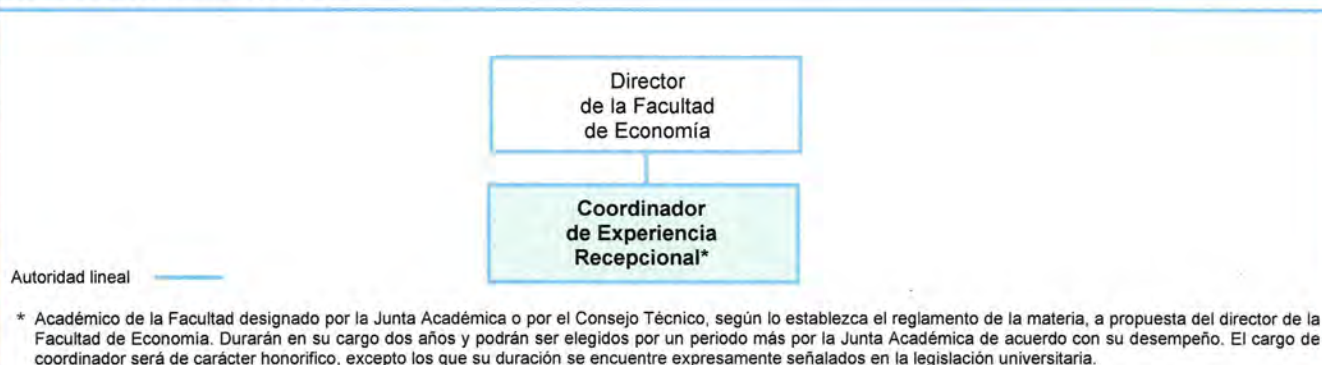 Director
de la Facultad
de Economía
Coordinador
de Experiencia
Recepcional*
Autoridad lineal
* Académico de la Facultad designado por la Junta Académica o por el Consejo Técnico, según lo establezca el reglamento de la materia, a propuesta del director de la
Facultad de Economía. Durarán en su cargo dos años y podrán ser elegidos por un periodo más por la Junta Académica de acuerdo con su desempeño. El cargo de
coordinador será de carácter honorifico, excepto los que su duración se encuentre expresamente señalados en la legislación universitaria.